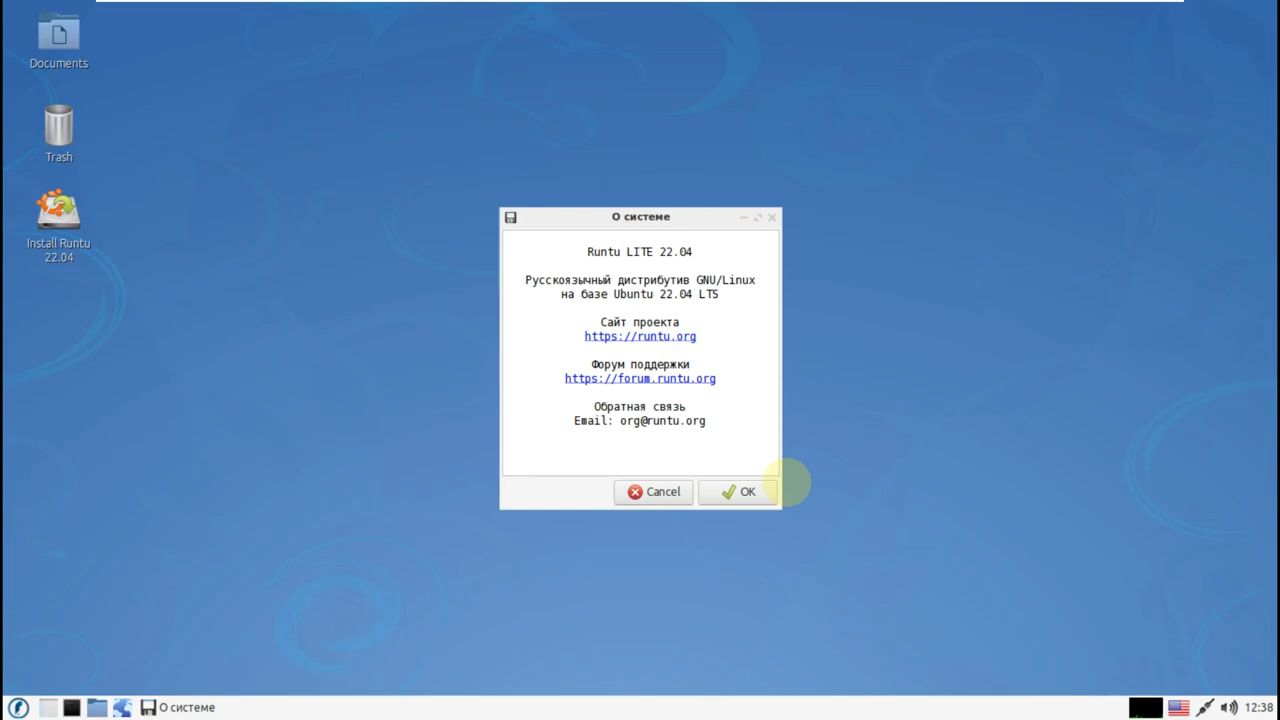 Documents
Trash
Install Runtu
22.04
О системе
Runtu LITE 22.04
Русскоязычный дистрибутив GNU/Linux
на базе Ubuntu 22.04 LTS
Сайт проекта
https://runtu.org
Форум поддержки
https://forum.runtu.org
Обратная связь
Email: org@runtu.org
Cancel
OK
О системе
12:38